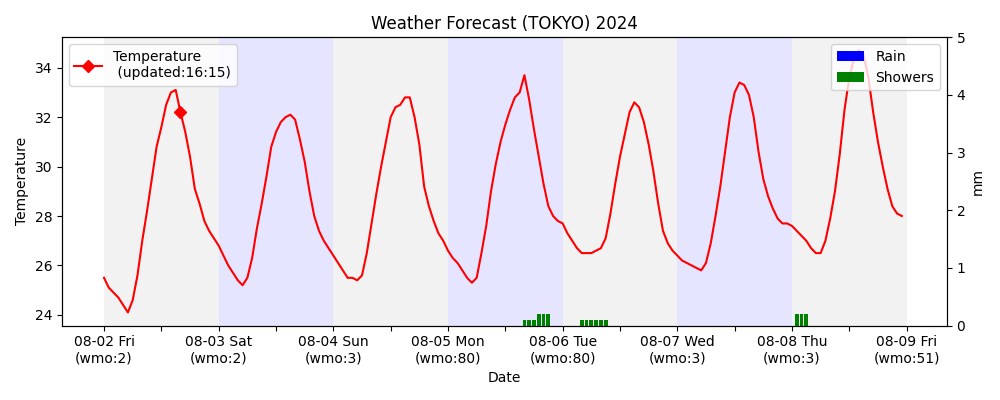 Weather Forecast (TOKYO) 2024
Temperature
(updated:16:15)
Rain
Showers
34
32
30
28
26
24
Temperature
5
4
3
2
1
0
mm
08-02 Fri
(wmo:2)
08-03 Sat
(wmo:2)
08-04 Sun
(wmo:3)
08-05 Mon
(wmo:80)
08-06 Tue
(wmo:80)
08-07 Wed
(wmo:3)
08-08 Thu
(wmo:3)
08-09 Fri
(wmo:51)
Date